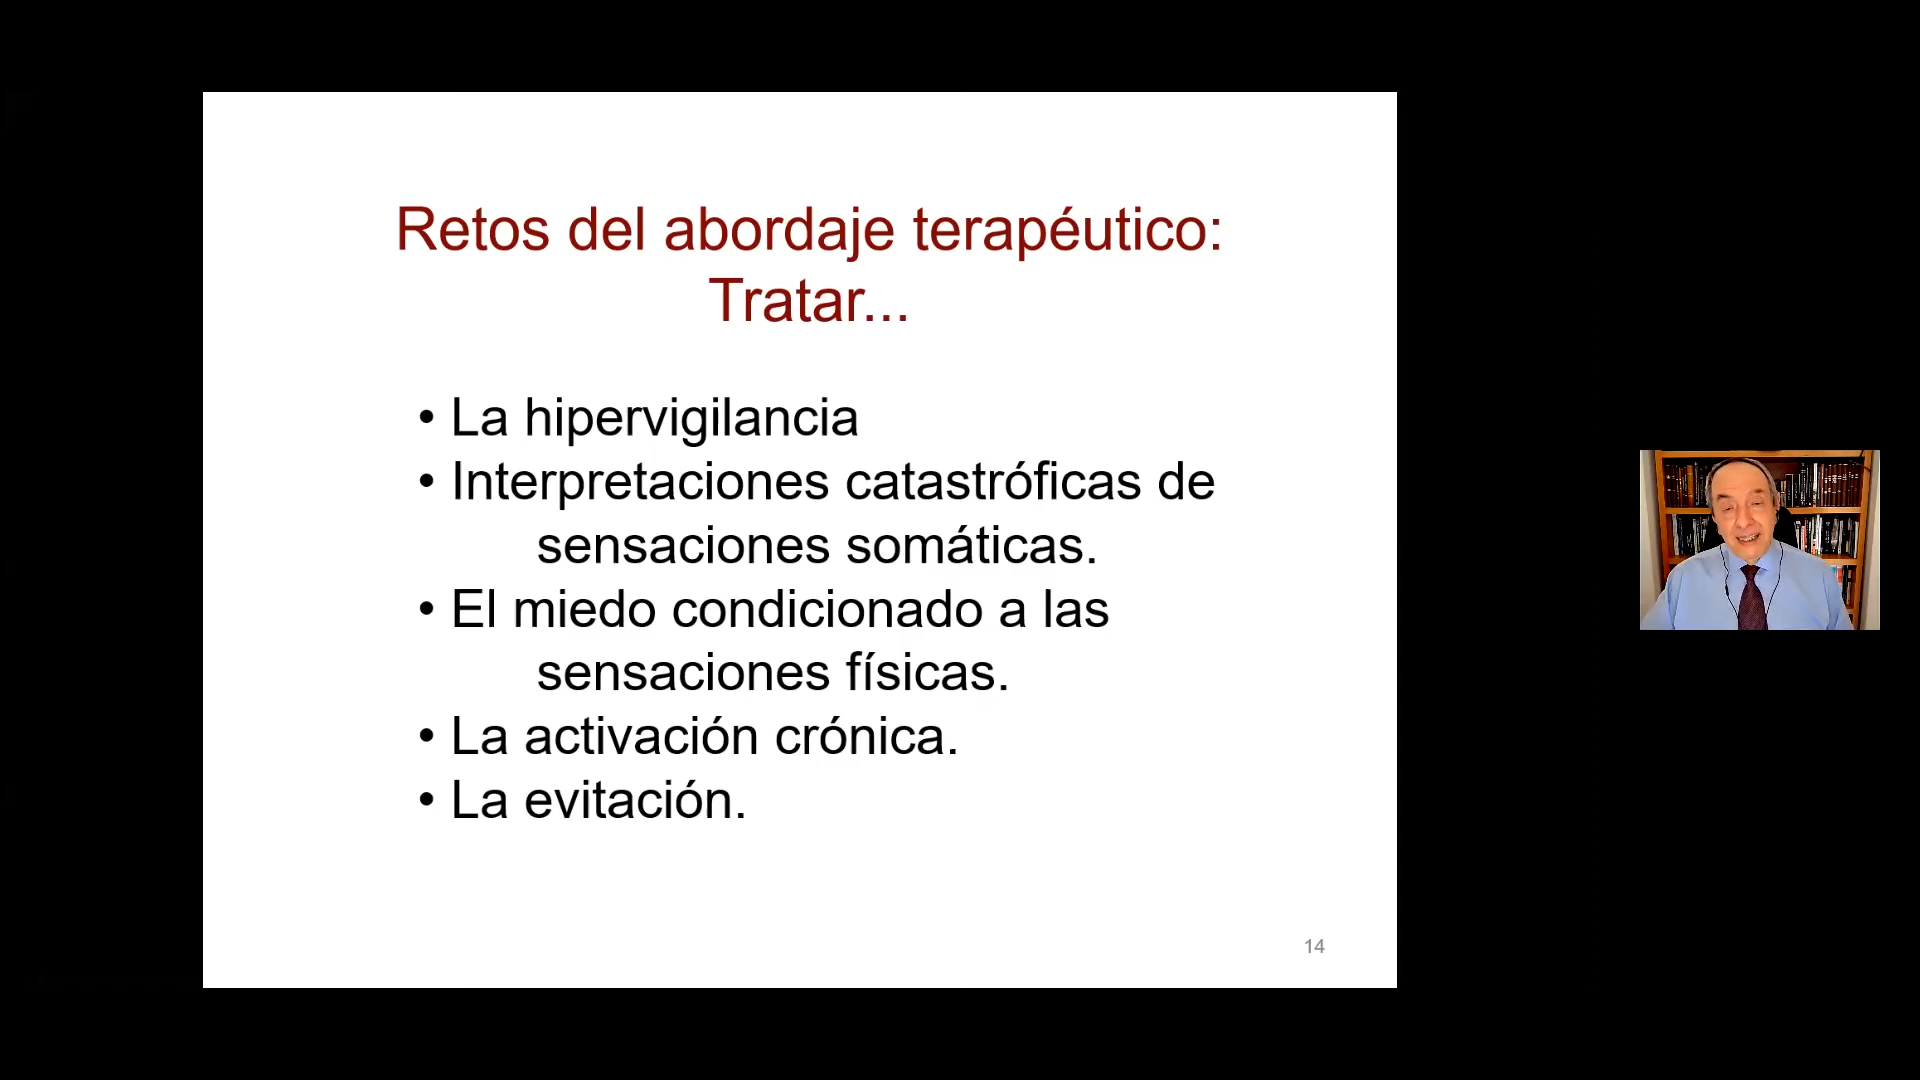 Retos del abordaje terapéutico:
Tratar...
• La hipervigilancia
• Interpretaciones catastróficas de
sensaciones somáticas.
• El miedo condicionado a las
sensaciones físicas.
• La activación crónica.
• La evitación.
14